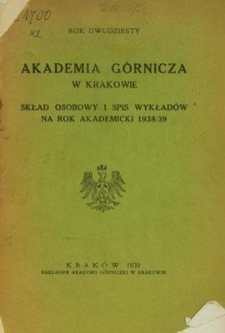 ROK DWUDZIESTY
AKADEMIA GÓRNICZA
W KRAKOWIE
SKŁAD OSOBOWY I SPIS WYKŁADÓW
NA ROK AKADEMICKI 1938/39
KRAKÓW 1938
NAKŁADEM AKADEMII GÓRNICZEJ W KRAKOWIE